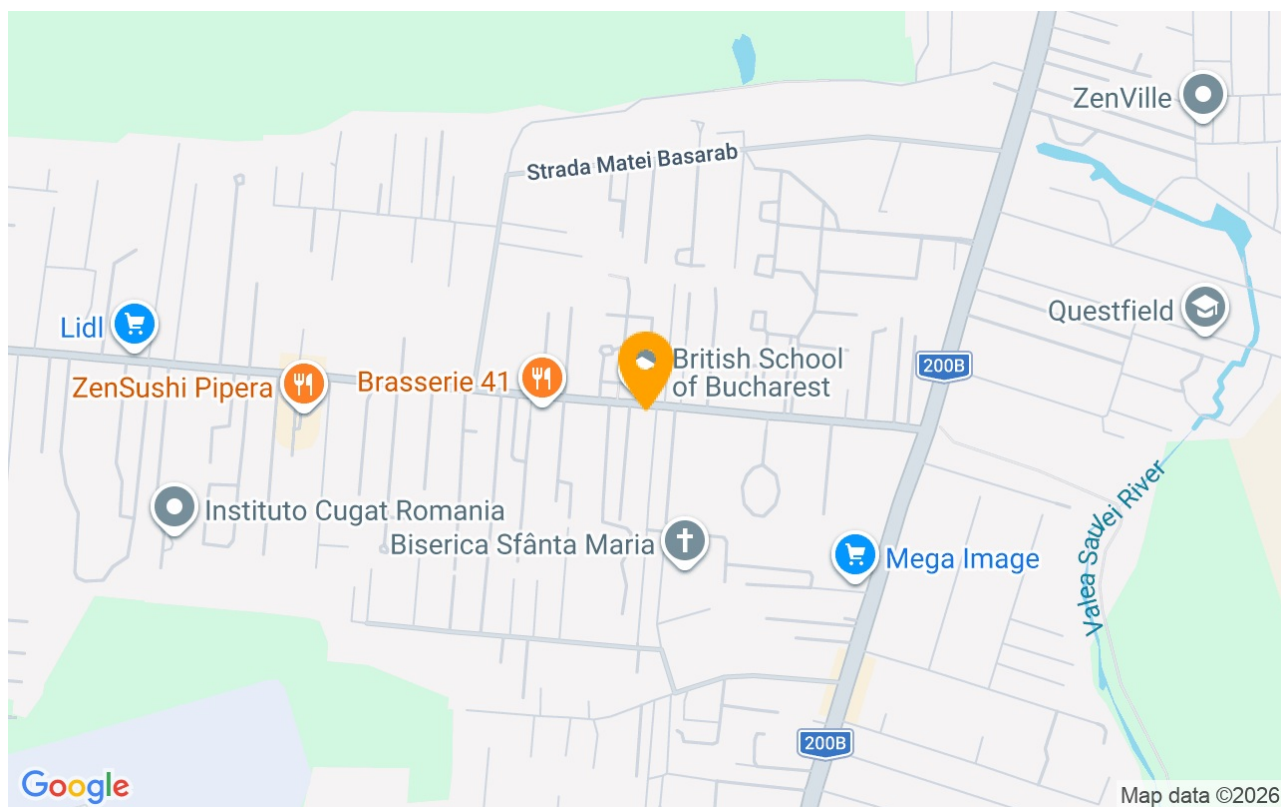 ZenVille
Strada Matei Basarab
Questfield
Lidl
British School
of Bucharest
200B
ZenSushi Pipera
Brasserie 41
Instituto Cugat Romania
Biserica Sfânta Maria
Mega Image
Valea Saulei River
200B
Google
Map data ©2026